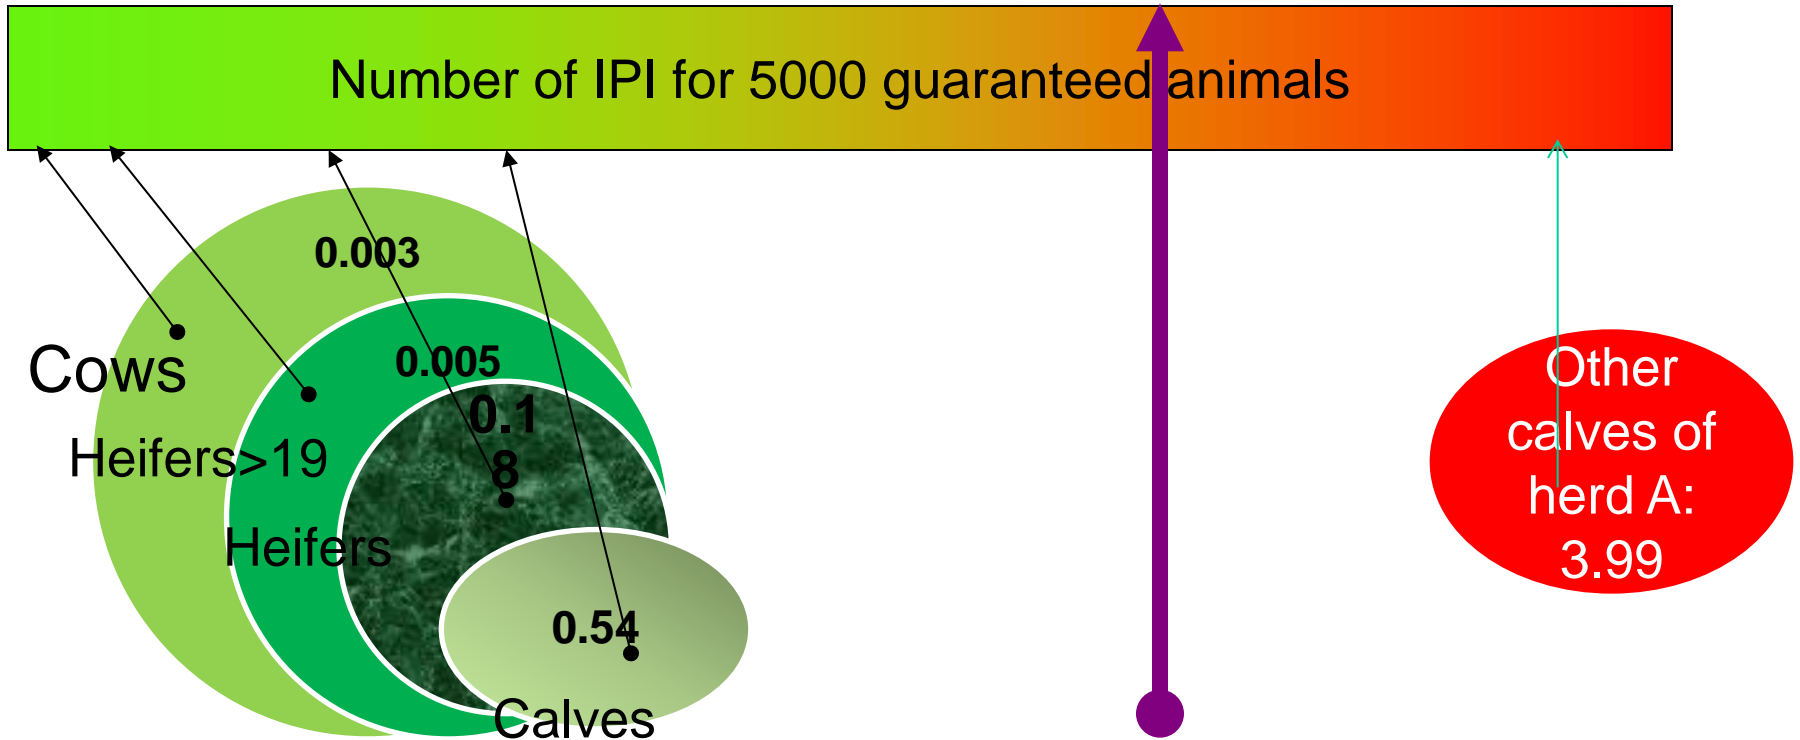 Number of IPI for 5000 guaranteed animals
0.003
Cows
0.005
Heifers>19
0.1
8
Heifers
0.54
Calves
Other
calves of
herd A:
3.99